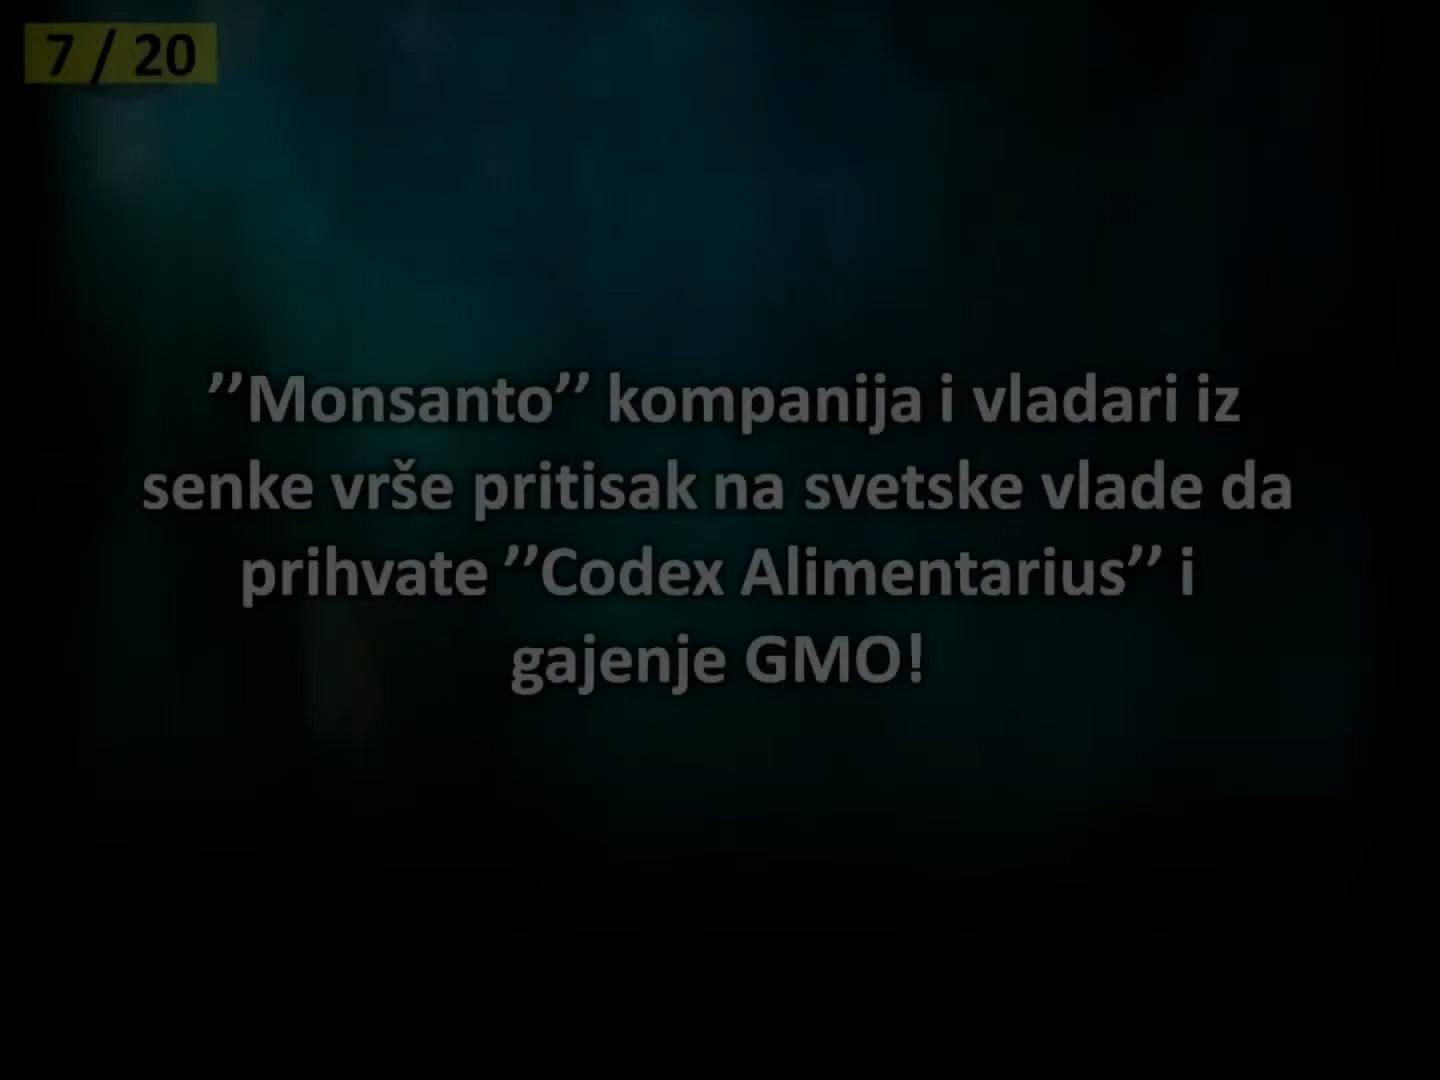 7 / 20
’’Monsanto’’ kompanija i vladari iz
senke vrše pritisak na svetske vlade da
prihvate ’’Codex Alimentarius’’ i
gajenje GMO!